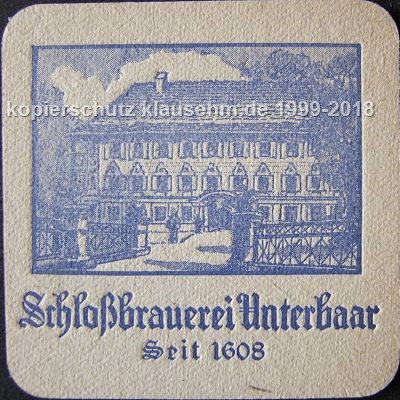 kopierschutz klausehm.de 1999-2018
Schloßbrauerei Unterbaar
Seit 1608